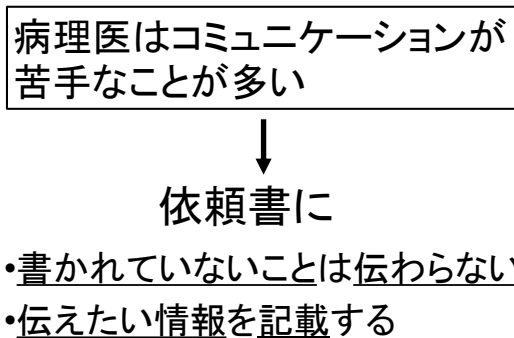 病理医はコミュニケーションが
苦手なことが多い
依頼書に
•書かれていないことは伝わらない
•伝えたい情報を記載する